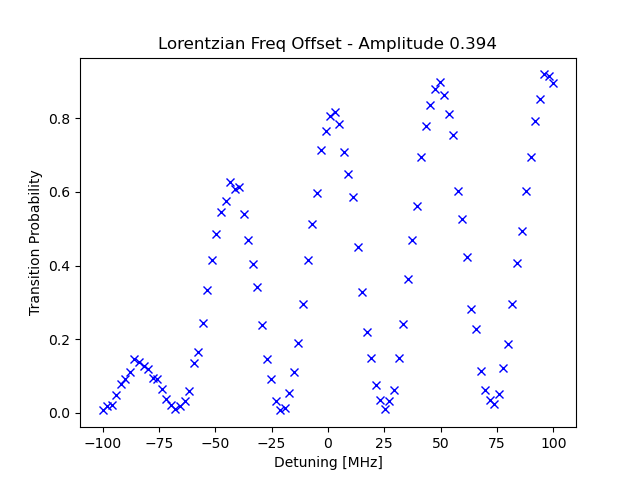 Lorentzian Freq Offset - Amplitude 0.394
Transition Probability
0.8
0.6
0.4
0.2
0.0
−100 −75 −50 −25 0 25 50 75 100
Detuning [MHz]